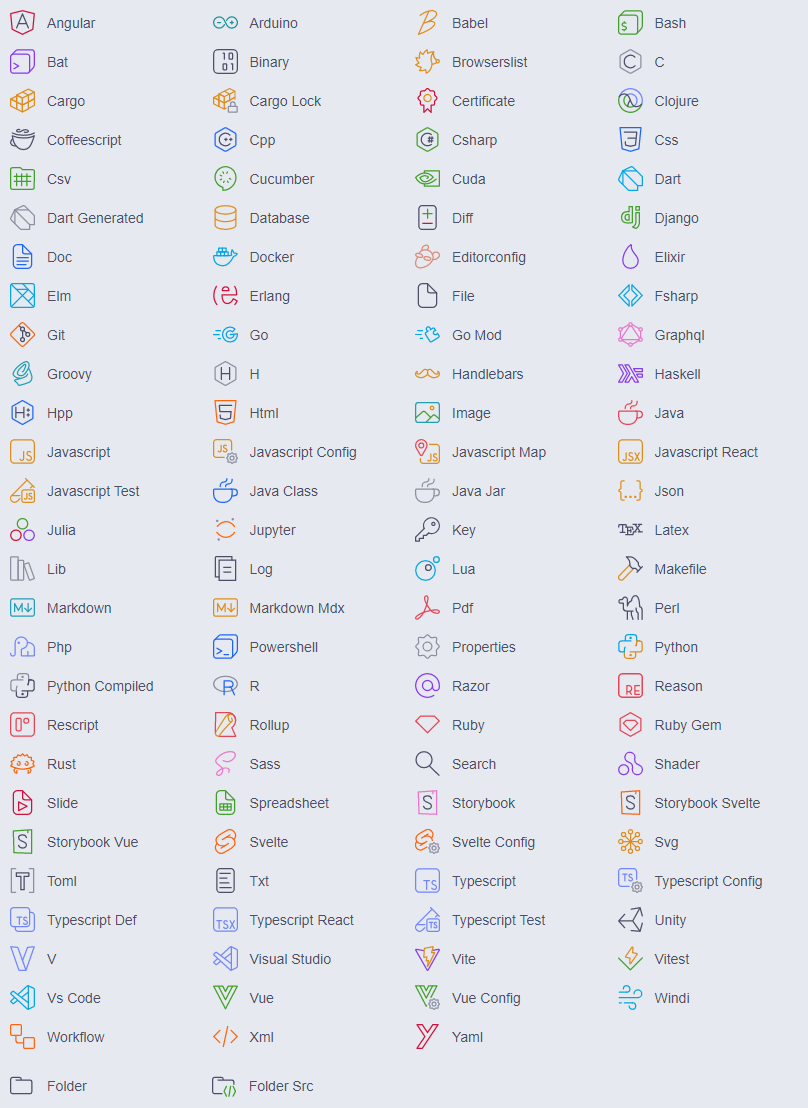 Angular Arduino Babel Bash
Bat Binary Browserslist C
Cargo Cargo Lock Certificate Clojure
Coffeescript Cpp Csharp Css
Csv Cucumber Cuda Dart
Dart Generated Database Diff Django
Doc Docker Editorconfig Elixir
Elm Erlang File Fsharp
Git Go Go Mod Graphql
Groovy H Handlebars Haskell
Hpp Html Image Java
Javascript Javascript Config Javascript Map Javascript React
Javascript Test Java Class Java Jar Json
Julia Jupyter Key Latex
Lib Log Lua Makefile
Markdown Markdown Mdx Pdf Perl
Php Powershell Properties Python
Python Compiled R Razor Reason
Rescript Rollup Ruby Ruby Gem
Rust Sass Search Shader
Slide Spreadsheet Storybook Storybook Svelte
Storybook Vue Svelte Svelte Config Svg
Toml Txt Typescript Typescript Config
Typescript Def Typescript React Typescript Test Unity
V Visual Studio Vite Vitest
Vs Code Vue Vue Config Windi
Workflow Xml Yaml
Folder Folder Src